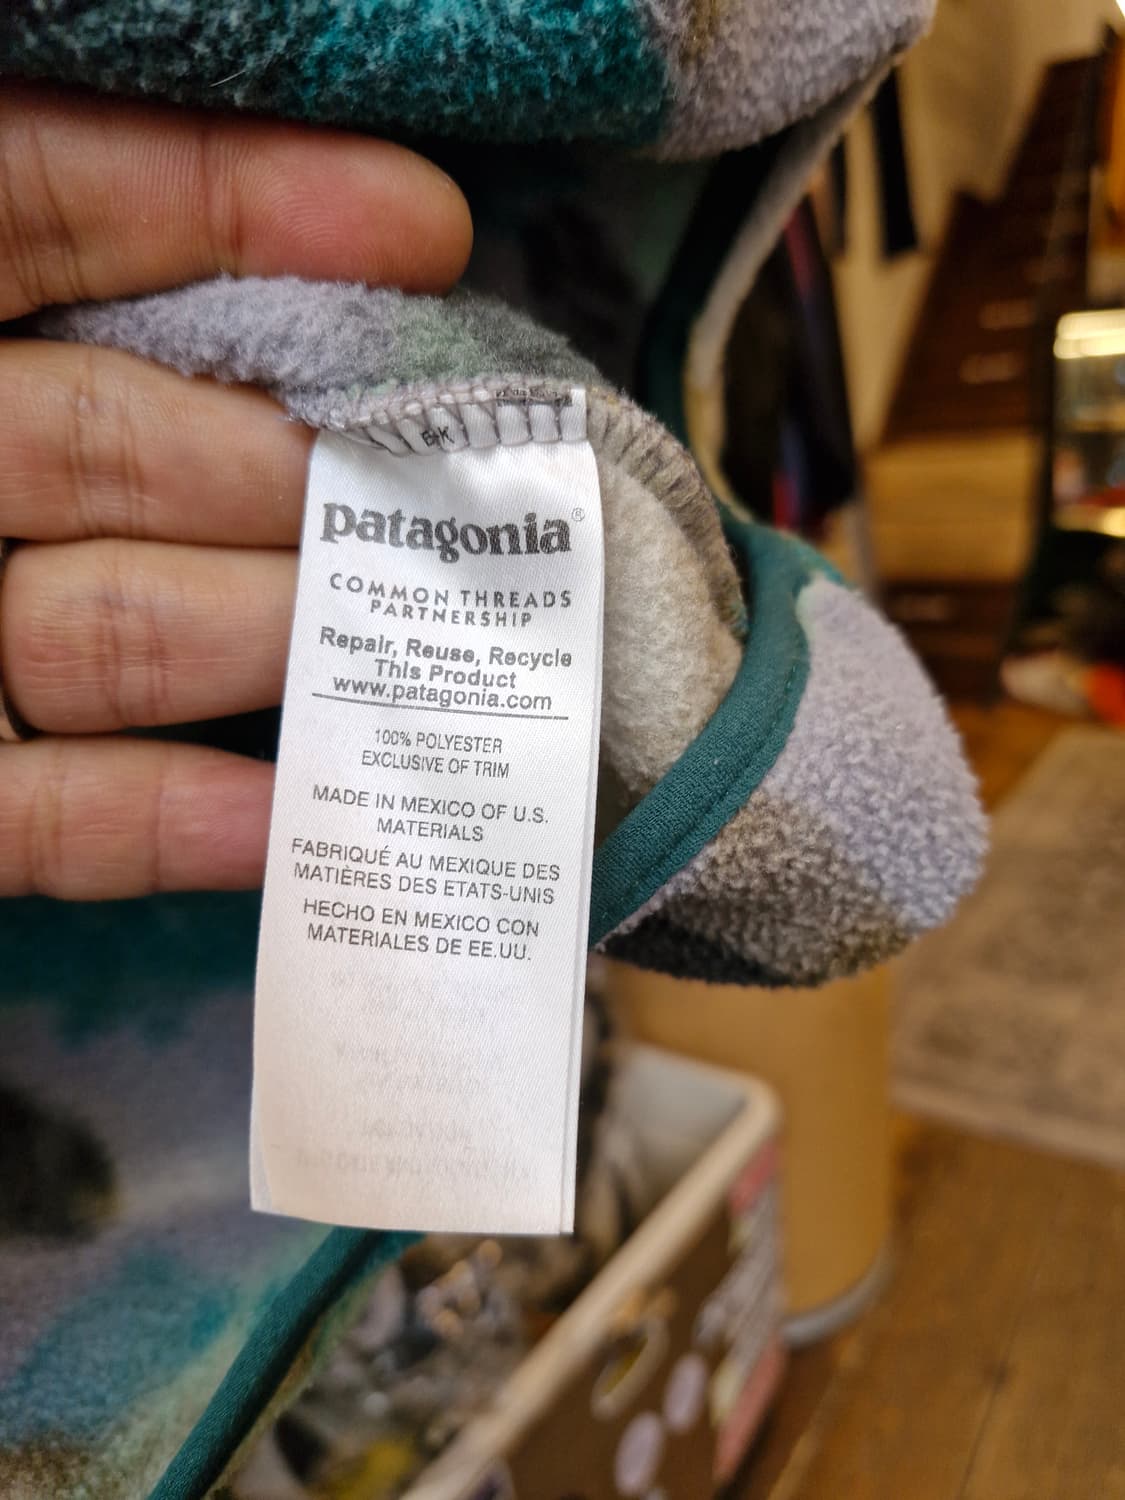 patagonia®
COMMON THREADS
PARTNERSHIP
Repair, Reuse, Recycle
This Product
www.patagonia.com
100% POLYESTER
EXCLUSIVE OF TRIM
MADE IN MEXICO OF U.S.
MATERIALS
FABRIQUÉ AU MEXIQUE DES
MATIÈRES DES ETATS-UNIS
HECHO EN MEXICO CON
MATERIALES DE EE.UU.